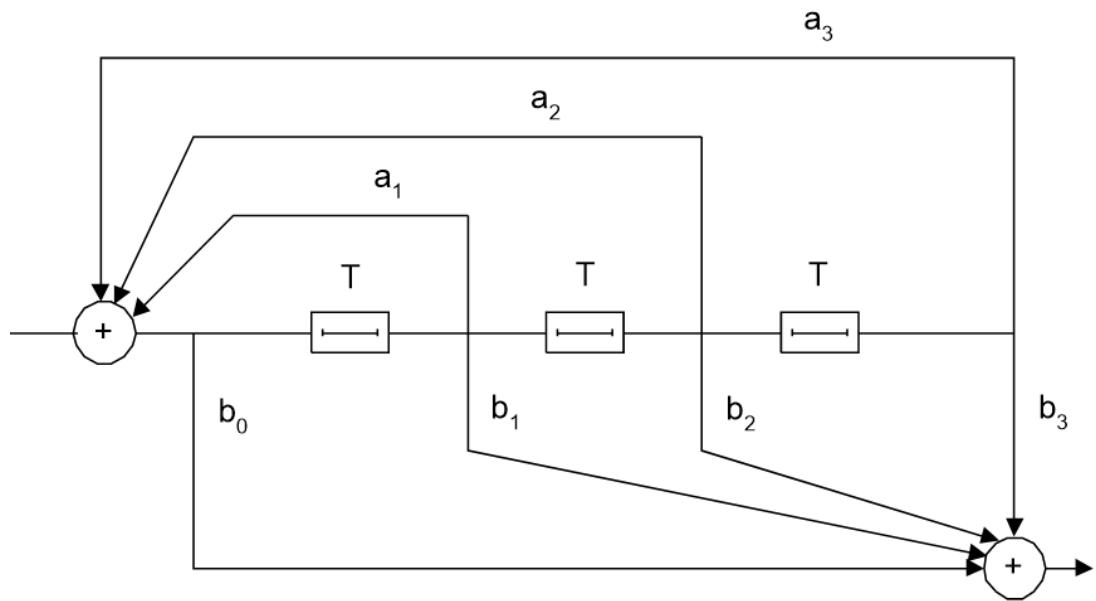 a₃
a₂
a₁
T T T
+
b₀ b₁ b₂ b₃
+